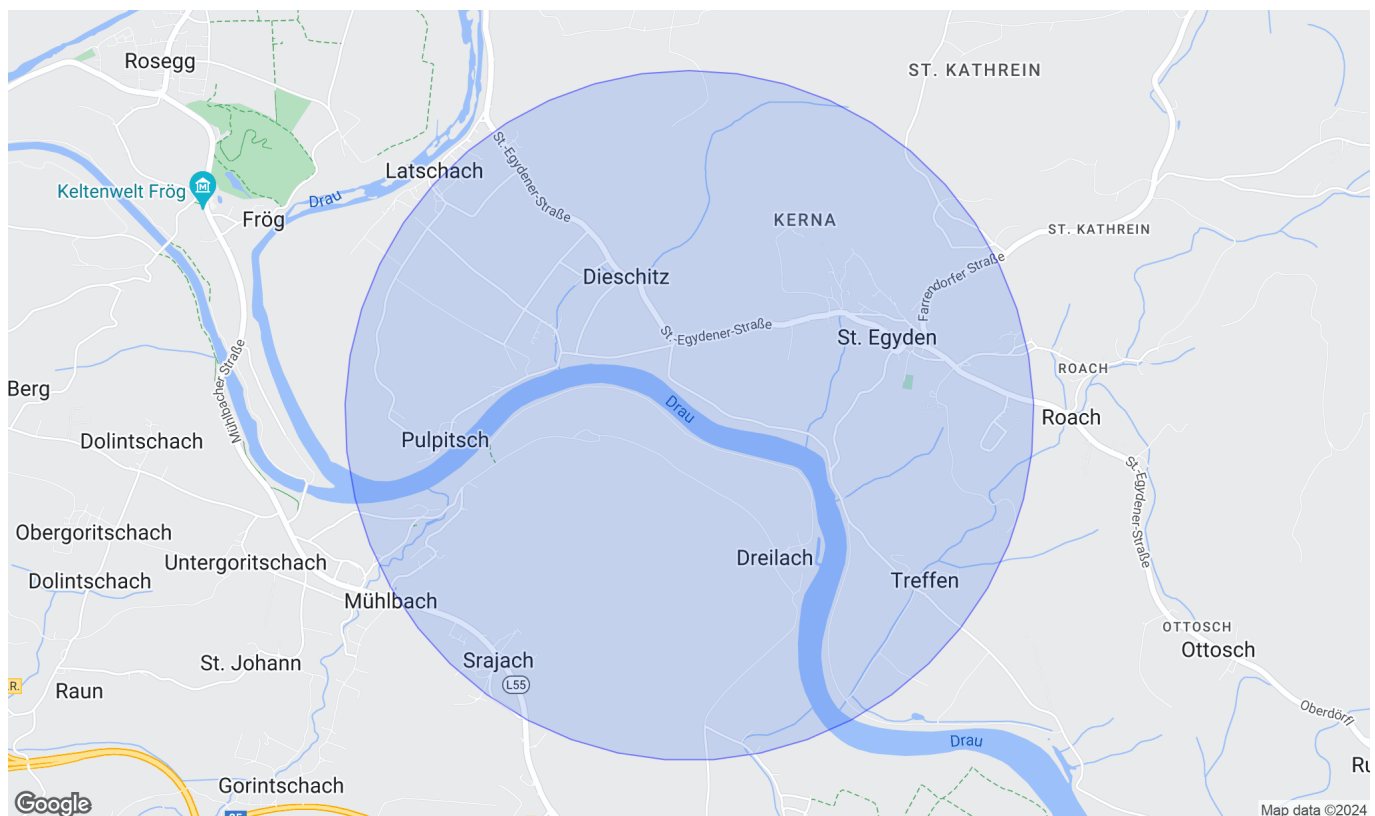 Rosegg
ST. KATHREIN
St.-Egydener-Straße
Latschach
Keltenwelt Frög
Drau
Frög
KERNA
ST. KATHREIN
Farrendorfer Straße
Dieschitz
St.-Egydener-Straße
St. Egyden
Mühlbacher Straße
ROACH
Berg
Drau
Roach
Dolintschach
Pulpitsch
St.-Egydener-Straße
Obergoritschach
Untergoritschach
Dreilach
Dolintschach
Treffen
Mühlbach
OTTOSCH
Ottosch
St. Johann
Srajach
L55
R.
Raun
Oberdörfl
Drau
Ru
Gorintschach
Google
Map data ©2024